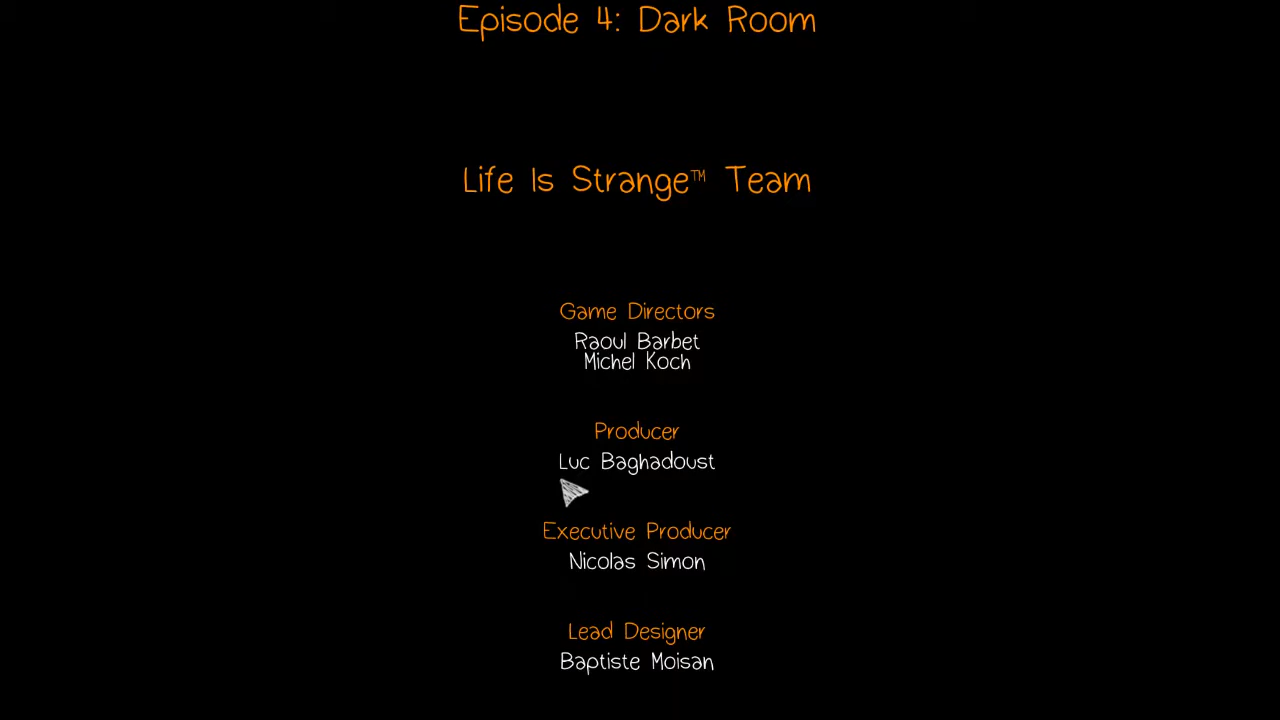 Episode 4: Dark Room
Life Is Strange™ Team
Game Directors
Raoul Barbet
Michel Koch
Producer
Luc Baghadoust
Executive Producer
Nicolas Simon
Lead Designer
Baptiste Moisan